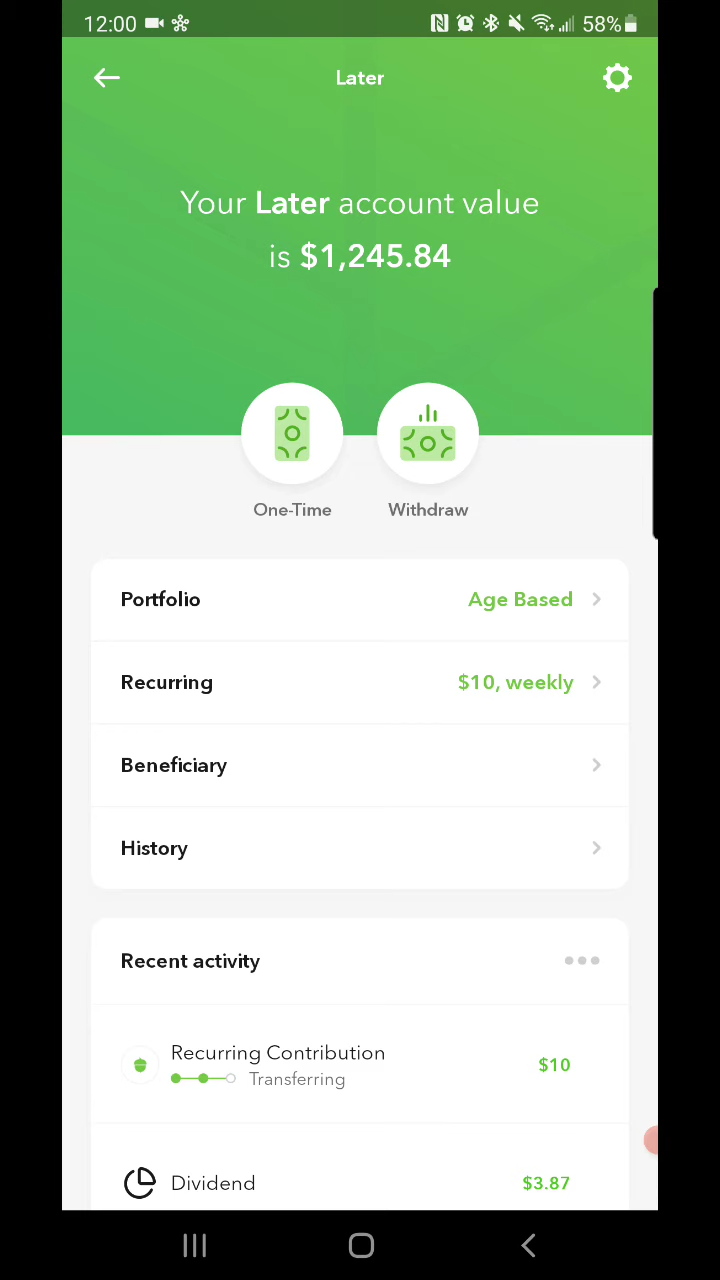 12:00 58%
Later
Your Later account value
is $1,245.84
One-Time Withdraw
Portfolio Age Based
Recurring $10, weekly
Beneficiary
History
Recent activity
Recurring Contribution
$10
Transferring
Dividend $3.87